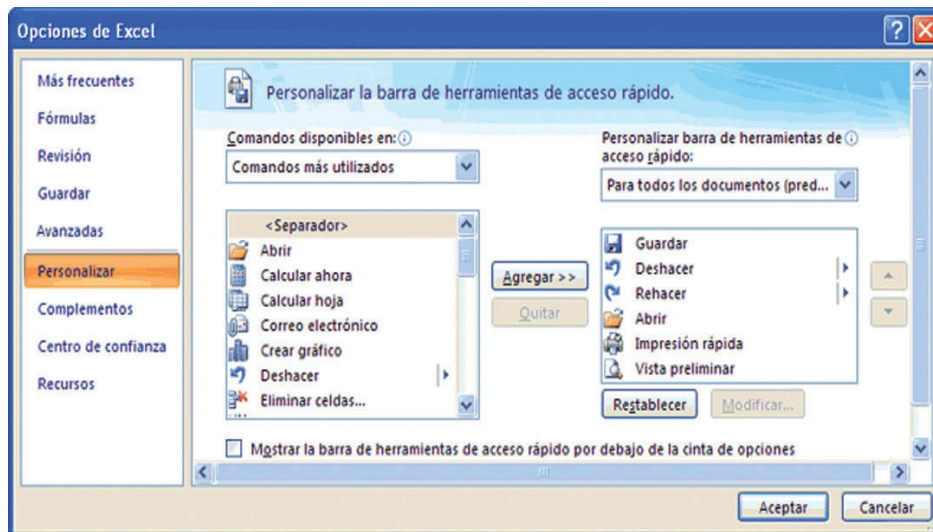 Opciones de Excel
Más frecuentes
Fórmulas
Revisión
Guardar
Avanzadas
Personalizar
Complementos
Centro de confianza
Recursos
Personalizar la barra de herramientas de acceso rápido.
Comandos disponibles en:
Comandos más utilizados
<Separador>
Abrir
Calcular ahora
Calcular hoja
Correo electrónico
Crear gráfico
Deshacer
Eliminar celdas...
Agregar >>
Quitar
Personalizar barra de herramientas de
acceso rápido:
Para todos los documentos (pred...
Guardar
Deshacer
Rehacer
Abrir
Impresión rápida
Vista preliminar
Restablecer
Modificar...
Mostrar la barra de herramientas de acceso rápido por debajo de la cinta de opciones
Aceptar
Cancelar